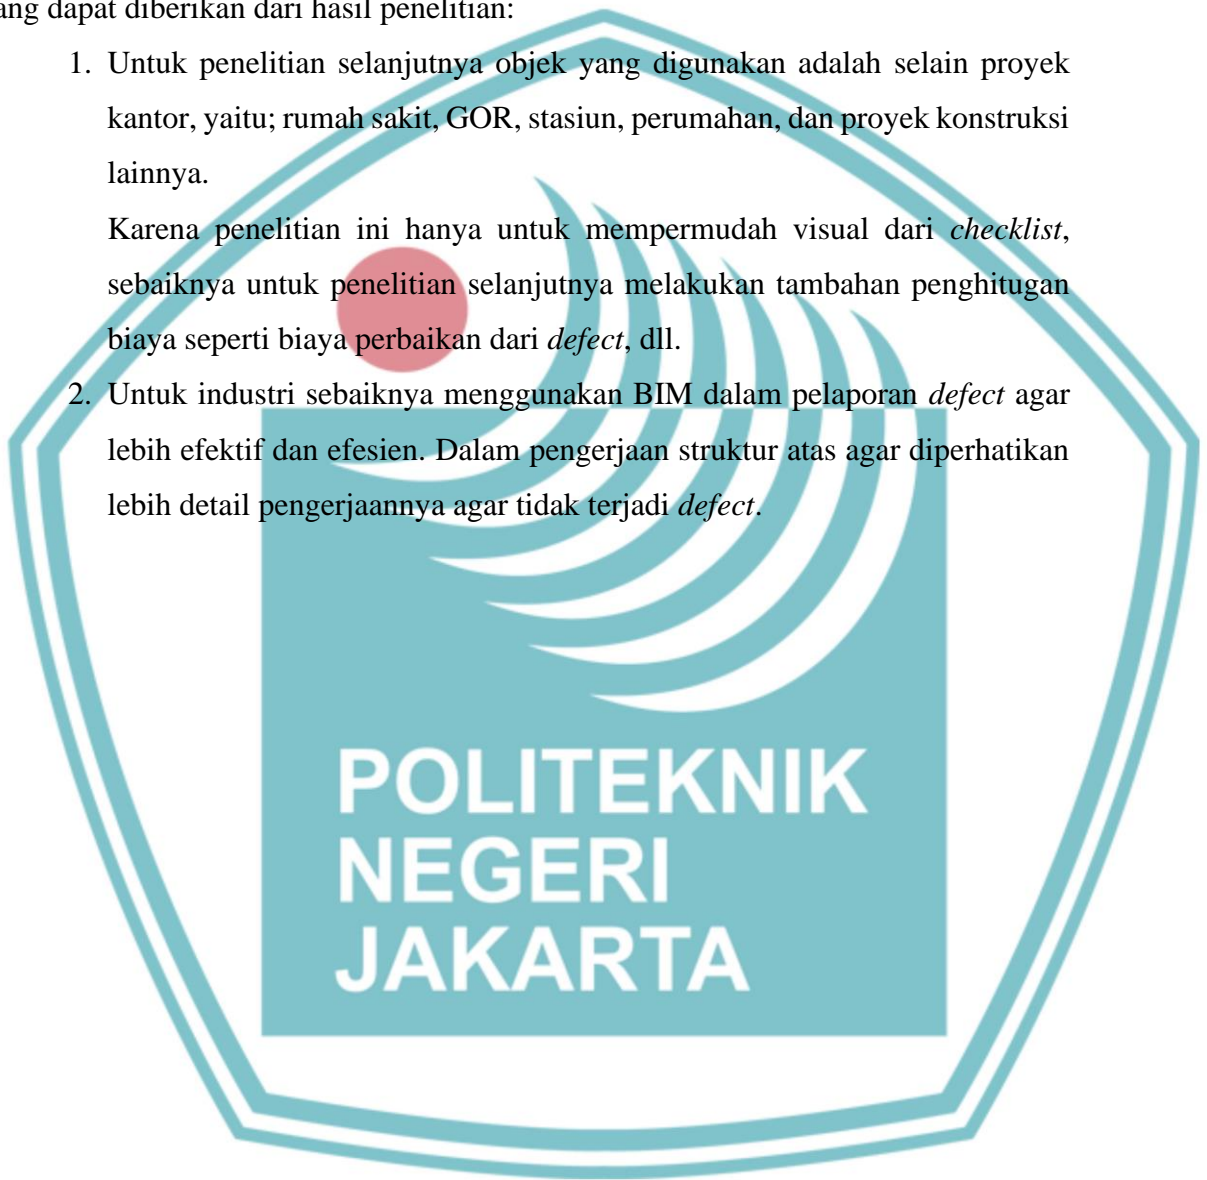 ang dapat diberikan dari hasil penelitian:
1. Untuk penelitian selanjutnya objek yang digunakan adalah selain proyek
kantor, yaitu; rumah sakit, GOR, stasiun, perumahan, dan proyek konstruksi
lainnya.
Karena penelitian ini hanya untuk mempermudah visual dari checklist,
sebaiknya untuk penelitian selanjutnya melakukan tambahan penghitugan
biaya seperti biaya perbaikan dari defect, dll.
2. Untuk industri sebaiknya menggunakan BIM dalam pelaporan defect agar
lebih efektif dan efesien. Dalam pengerjaan struktur atas agar diperhatikan
lebih detail pengerjaannya agar tidak terjadi defect.
POLITEKNIK
NEGERI
JAKARTA